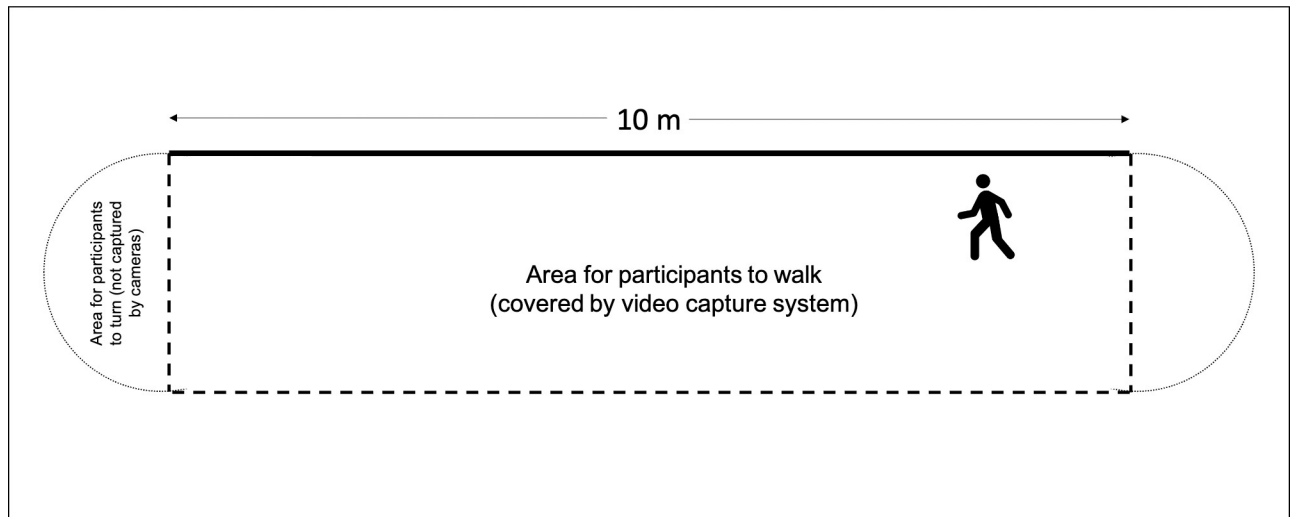 10 m
Area for participants
to turn (not captured
by cameras)
Area for participants to walk
(covered by video capture system)